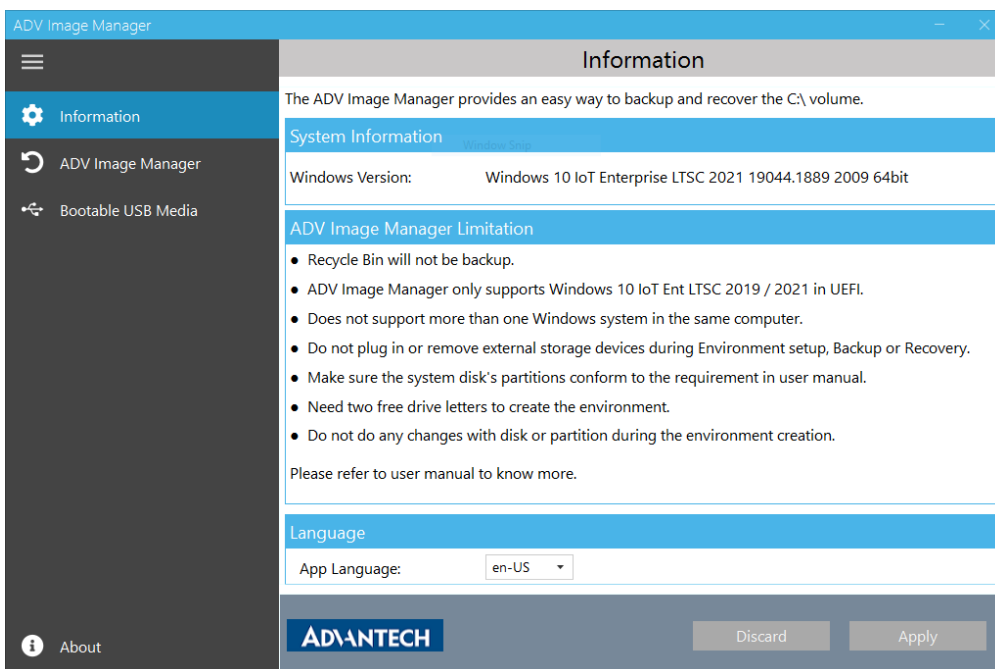 ADV Image Manager
Information
Information
The ADV Image Manager provides an easy way to backup and recover the C:\ volume.
System Information
Window Snip
Windows Version: Windows 10 IoT Enterprise LTSC 2021 19044.1889 2009 64bit
ADV Image Manager
Bootable USB Media
ADV Image Manager Limitation
● Recycle Bin will not be backup.
● ADV Image Manager only supports Windows 10 IoT Ent LTSC 2019 / 2021 in UEFI.
● Does not support more than one Windows system in the same computer.
● Do not plug in or remove external storage devices during Environment setup, Backup or Recovery.
● Make sure the system disk's partitions conform to the requirement in user manual.
● Need two free drive letters to create the environment.
● Do not do any changes with disk or partition during the environment creation.
Please refer to user manual to know more.
Language
App Language: en-US
About
ADVANTECH
Discard
Apply